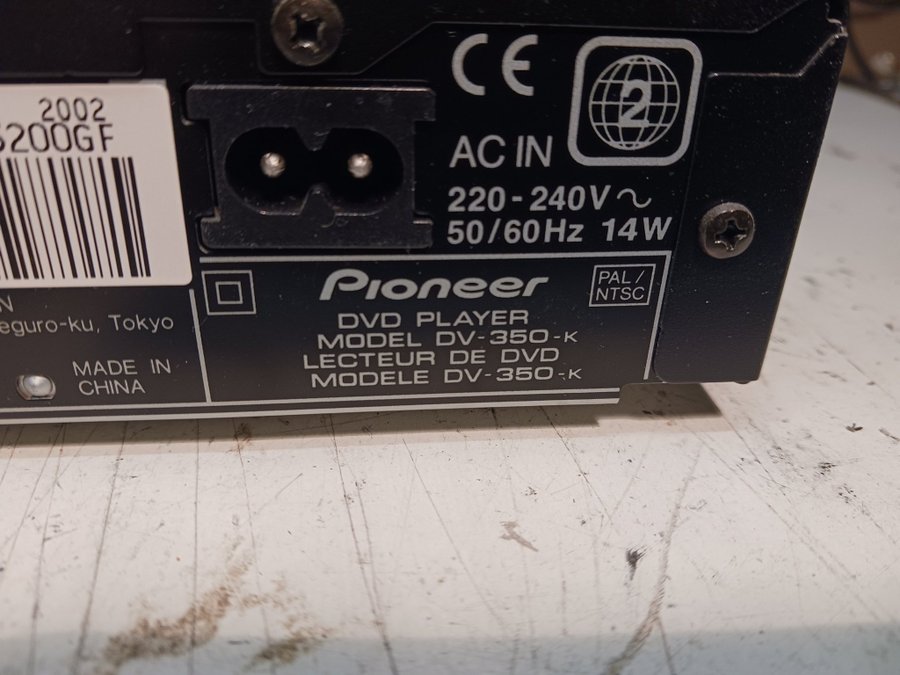 2002
5200GF
CE
2
AC IN
220-240V~
50/60Hz 14W
Pioneer
PAL/
NTSC
DVD PLAYER
MODEL DV-350-K
LECTEUR DE DVD
MODELE DV-350-K
N
eguro-ku, Tokyo
MADE IN
CHINA